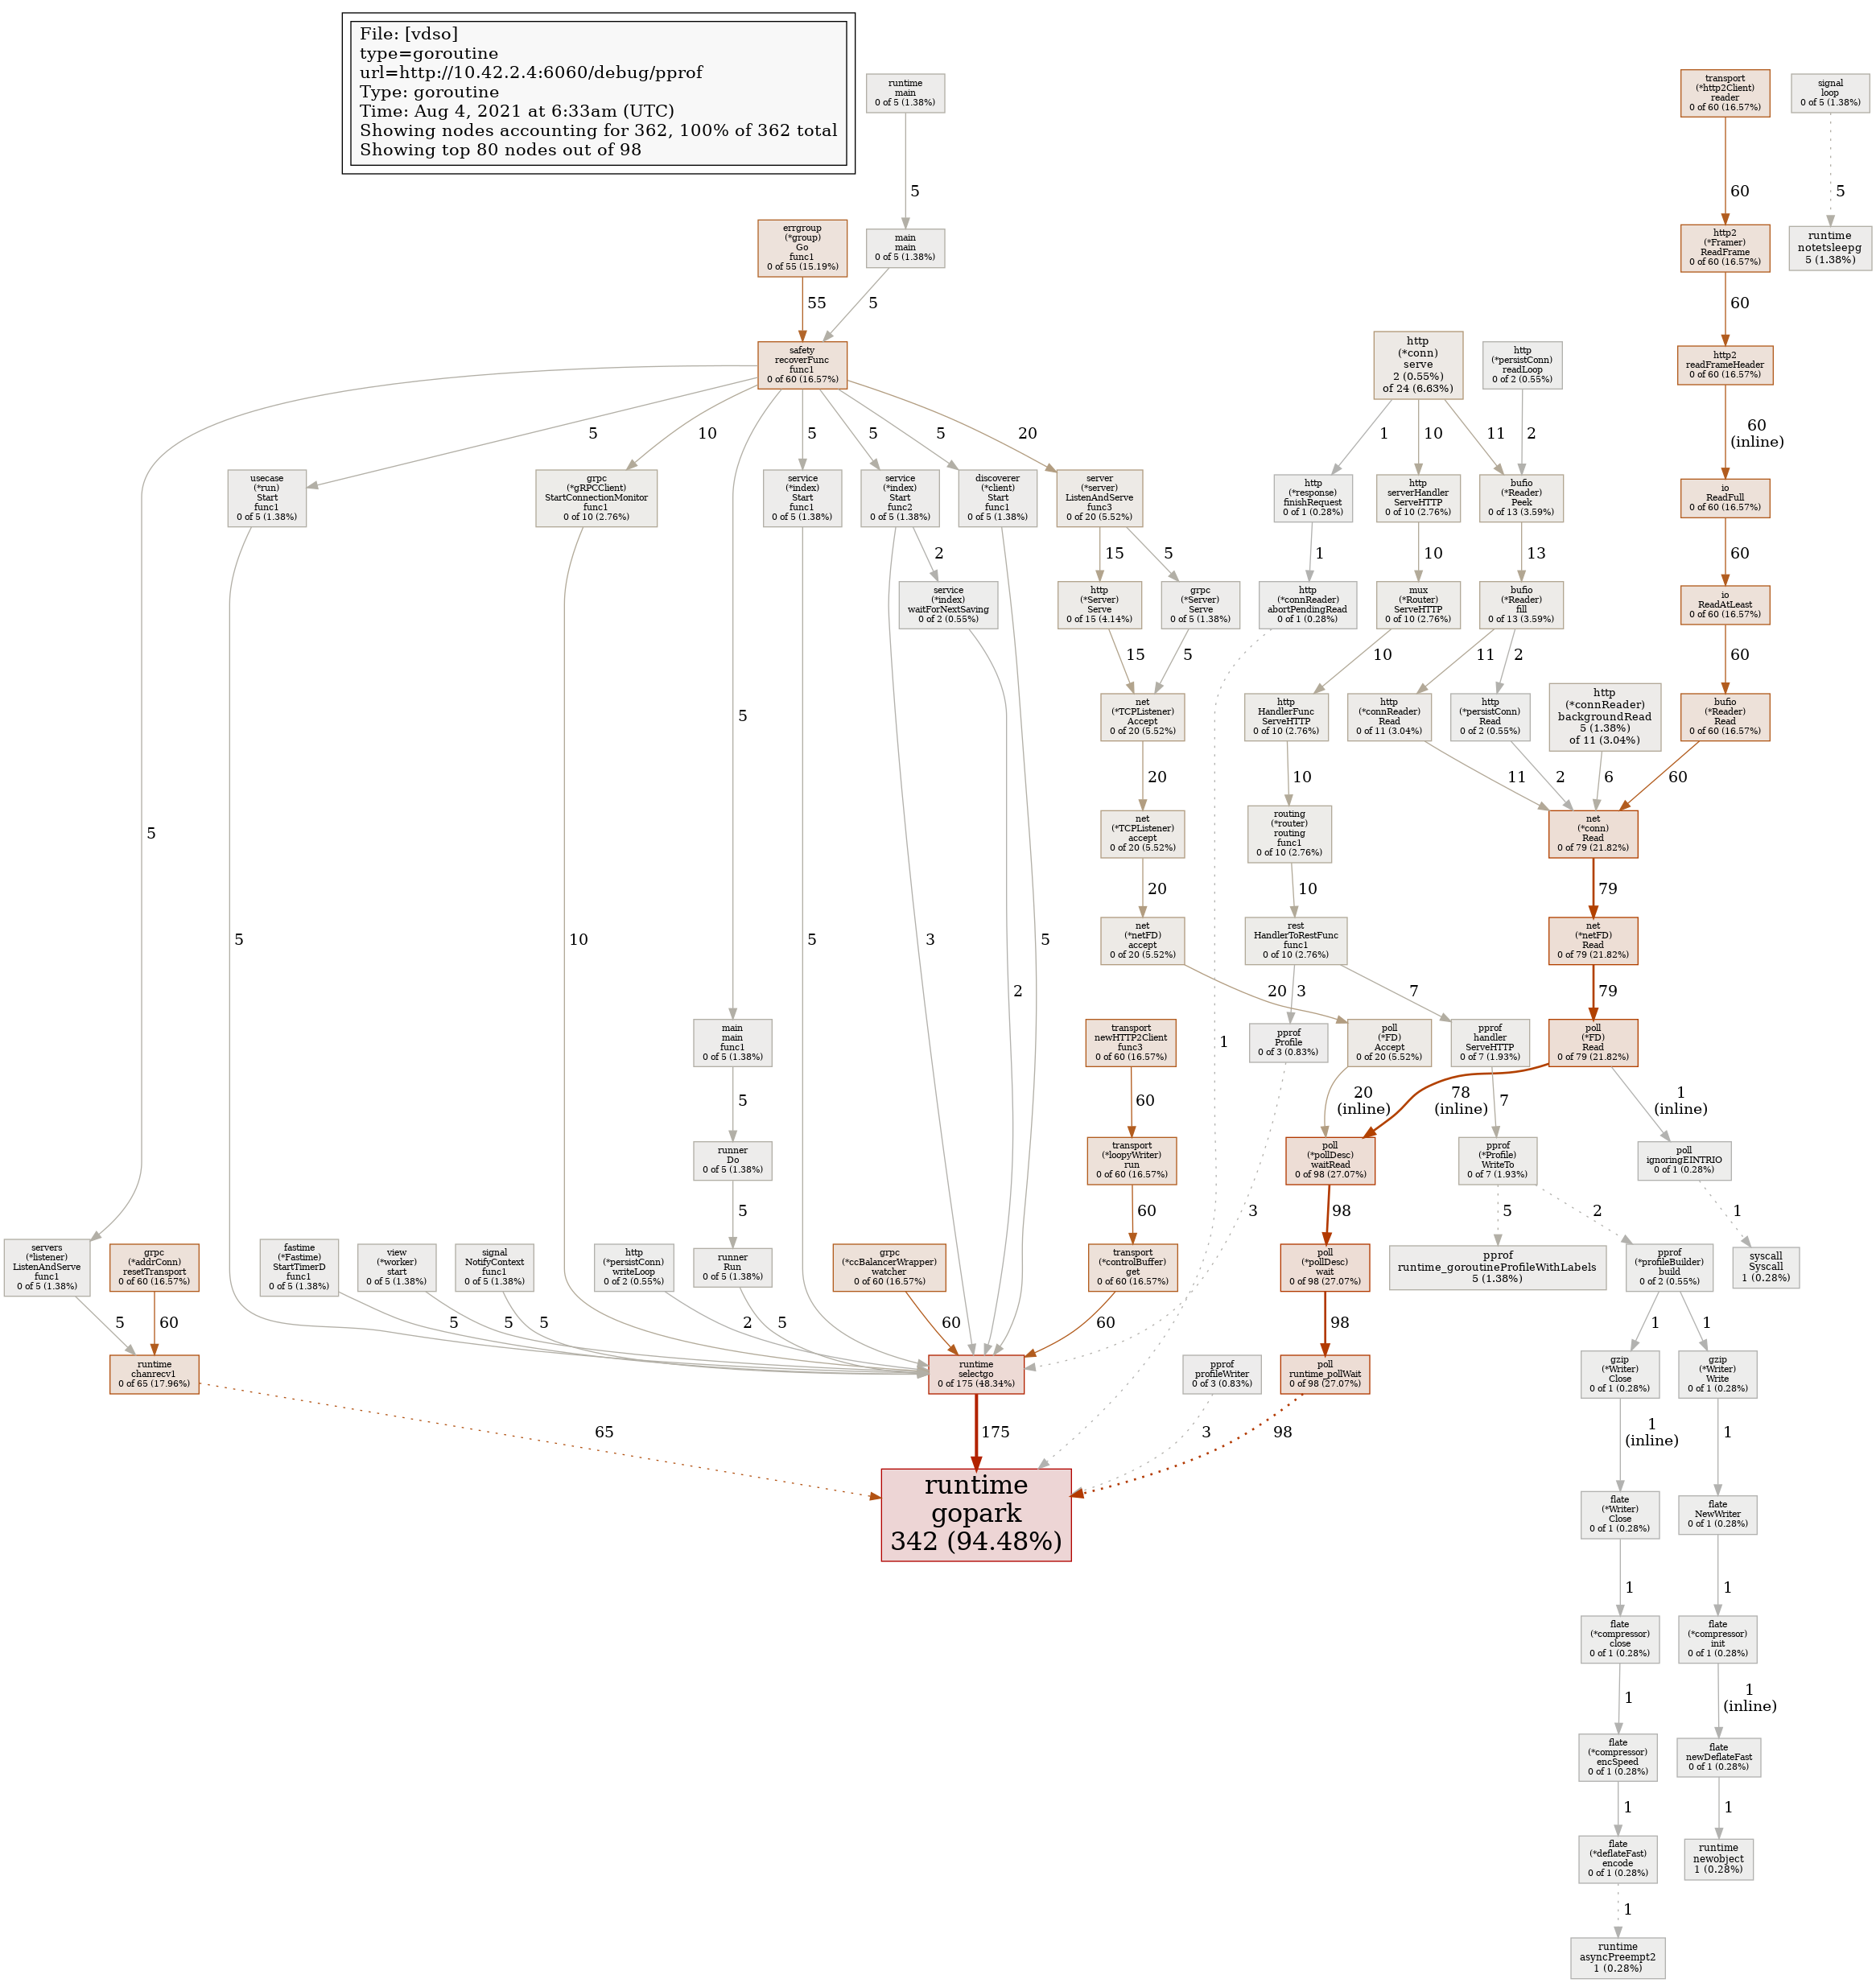 File: [vdso]
type=goroutine
url=http://10.42.2.4:6060/debug/pprof
Type: goroutine
Time: Aug 4, 2021 at 6:33am (UTC)
Showing nodes accounting for 362, 100% of 362 total
Showing top 80 nodes out of 98
runtime
main
0 of 5 (1.38%)
transport
(*http2Client)
reader
0 of 60 (16.57%)
signal
loop
0 of 5 (1.38%)
5
60
5
errgroup
(*group)
Go
func1
0 of 55 (15.19%)
main
main
0 of 5 (1.38%)
http2
(*Framer)
ReadFrame
0 of 60 (16.57%)
runtime
notetsleepg
5 (1.38%)
55
5
60
safety
recoverFunc
func1
0 of 60 (16.57%)
http
(*conn)
serve
2 (0.55%)
of 24 (6.63%)
http
(*persistConn)
readLoop
0 of 2 (0.55%)
http2
readFrameHeader
0 of 60 (16.57%)
5
10
5
5
5
20
1
10
11
2
60
(inline)
usecase
(*run)
Start
func1
0 of 5 (1.38%)
grpc
(*gRPCClient)
StartConnectionMonitor
func1
0 of 10 (2.76%)
service
(*index)
Start
func1
0 of 5 (1.38%)
service
(*index)
Start
func2
0 of 5 (1.38%)
discoverer
(*client)
Start
func1
0 of 5 (1.38%)
server
(*server)
ListenAndServe
func3
0 of 20 (5.52%)
http
(*response)
finishRequest
0 of 1 (0.28%)
http
serverHandler
ServeHTTP
0 of 10 (2.76%)
bufio
(*Reader)
Peek
0 of 13 (3.59%)
io
ReadFull
0 of 60 (16.57%)
2
15
5
1
10
13
60
service
(*index)
waitForNextSaving
0 of 2 (0.55%)
http
(*Server)
Serve
0 of 15 (4.14%)
grpc
(*Server)
Serve
0 of 5 (1.38%)
http
(*connReader)
abortPendingRead
0 of 1 (0.28%)
mux
(*Router)
ServeHTTP
0 of 10 (2.76%)
bufio
(*Reader)
fill
0 of 13 (3.59%)
io
ReadAtLeast
0 of 60 (16.57%)
15
5
10
11
2
60
5
net
(*TCPListener)
Accept
0 of 20 (5.52%)
http
HandlerFunc
ServeHTTP
0 of 10 (2.76%)
http
(*connReader)
Read
0 of 11 (3.04%)
http
(*persistConn)
Read
0 of 2 (0.55%)
http
(*connReader)
backgroundRead
5 (1.38%)
of 11 (3.04%)
bufio
(*Reader)
Read
0 of 60 (16.57%)
20
10
11
2
6
60
5
net
(*TCPListener)
accept
0 of 20 (5.52%)
routing
(*router)
routing
func1
0 of 10 (2.76%)
net
(*conn)
Read
0 of 79 (21.82%)
20
10
79
5
10
5
3
5
net
(*netFD)
accept
0 of 20 (5.52%)
rest
HandlerToRestFunc
func1
0 of 10 (2.76%)
net
(*netFD)
Read
0 of 79 (21.82%)
2
20
3
7
79
main
main
func1
0 of 5 (1.38%)
transport
newHTTP2Client
func3
0 of 60 (16.57%)
1
pprof
Profile
0 of 3 (0.83%)
poll
(*FD)
Accept
0 of 20 (5.52%)
pprof
handler
ServeHTTP
0 of 7 (1.93%)
poll
(*FD)
Read
0 of 79 (21.82%)
5
60
20
(inline)
78
(inline)
7
1
(inline)
runner
Do
0 of 5 (1.38%)
transport
(*loopyWriter)
run
0 of 60 (16.57%)
poll
(*pollDesc)
waitRead
0 of 98 (27.07%)
pprof
(*Profile)
WriteTo
0 of 7 (1.93%)
poll
ignoringEINTRIO
0 of 1 (0.28%)
5
60
3
98
5
2
1
servers
(*listener)
ListenAndServe
func1
0 of 5 (1.38%)
grpc
(*addrConn)
resetTransport
0 of 60 (16.57%)
fastime
(*Fastime)
StartTimerD
func1
0 of 5 (1.38%)
view
(*worker)
start
0 of 5 (1.38%)
signal
NotifyContext
func1
0 of 5 (1.38%)
http
(*persistConn)
writeLoop
0 of 2 (0.55%)
runner
Run
0 of 5 (1.38%)
grpc
(*ccBalancerWrapper)
watcher
0 of 60 (16.57%)
transport
(*controlBuffer)
get
0 of 60 (16.57%)
poll
(*pollDesc)
wait
0 of 98 (27.07%)
pprof
runtime_goroutineProfileWithLabels
5 (1.38%)
pprof
(*profileBuilder)
build
0 of 2 (0.55%)
syscall
Syscall
1 (0.28%)
5
60
5
5
5
2
5
60
60
98
1
1
runtime
chanrecv1
0 of 65 (17.96%)
runtime
selectgo
0 of 175 (48.34%)
pprof
profileWriter
0 of 3 (0.83%)
poll
runtime_pollWait
0 of 98 (27.07%)
gzip
(*Writer)
Close
0 of 1 (0.28%)
gzip
(*Writer)
Write
0 of 1 (0.28%)
65
175
3
98
1
(inline)
1
runtime
gopark
342 (94.48%)
flate
(*Writer)
Close
0 of 1 (0.28%)
flate
NewWriter
0 of 1 (0.28%)
1
1
flate
(*compressor)
close
0 of 1 (0.28%)
flate
(*compressor)
init
0 of 1 (0.28%)
1
1
(inline)
flate
(*compressor)
encSpeed
0 of 1 (0.28%)
flate
newDeflateFast
0 of 1 (0.28%)
1
1
flate
(*deflateFast)
encode
0 of 1 (0.28%)
runtime
newobject
1 (0.28%)
1
runtime
asyncPreempt2
1 (0.28%)